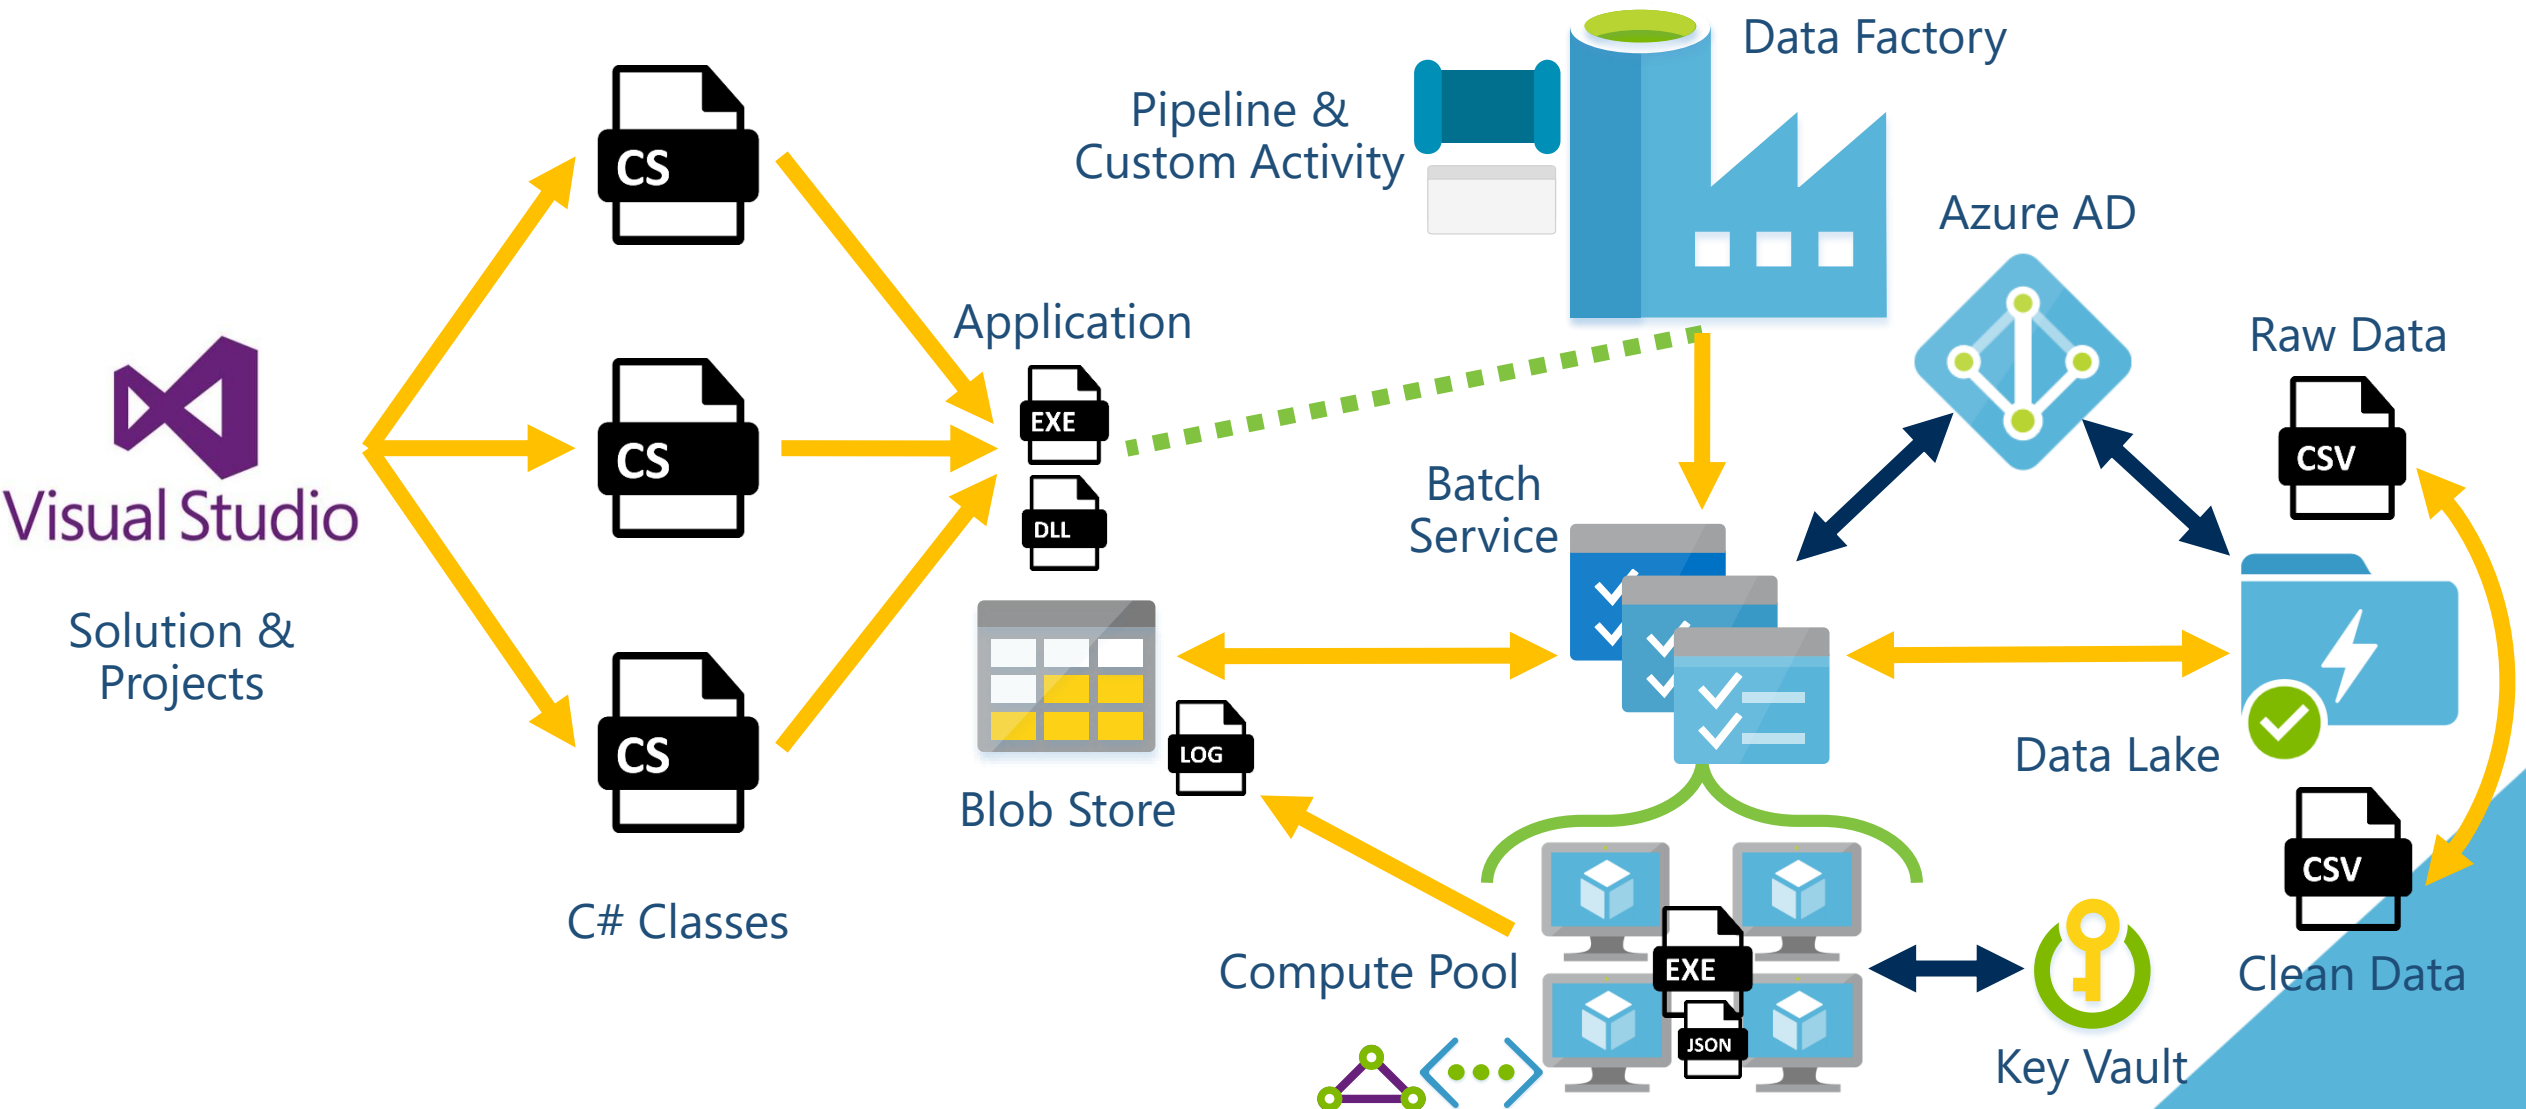 Data Factory
Pipeline &
Custom Activity
CS
Azure AD
Application
Raw Data
EXE
CSV
CS
Visual Studio
Batch
Service
DLL
Solution &
Projects
CS
LOG
Data Lake
Blob Store
CSV
C# Classes
Compute Pool
EXE
Clean Data
JSON
Key Vault